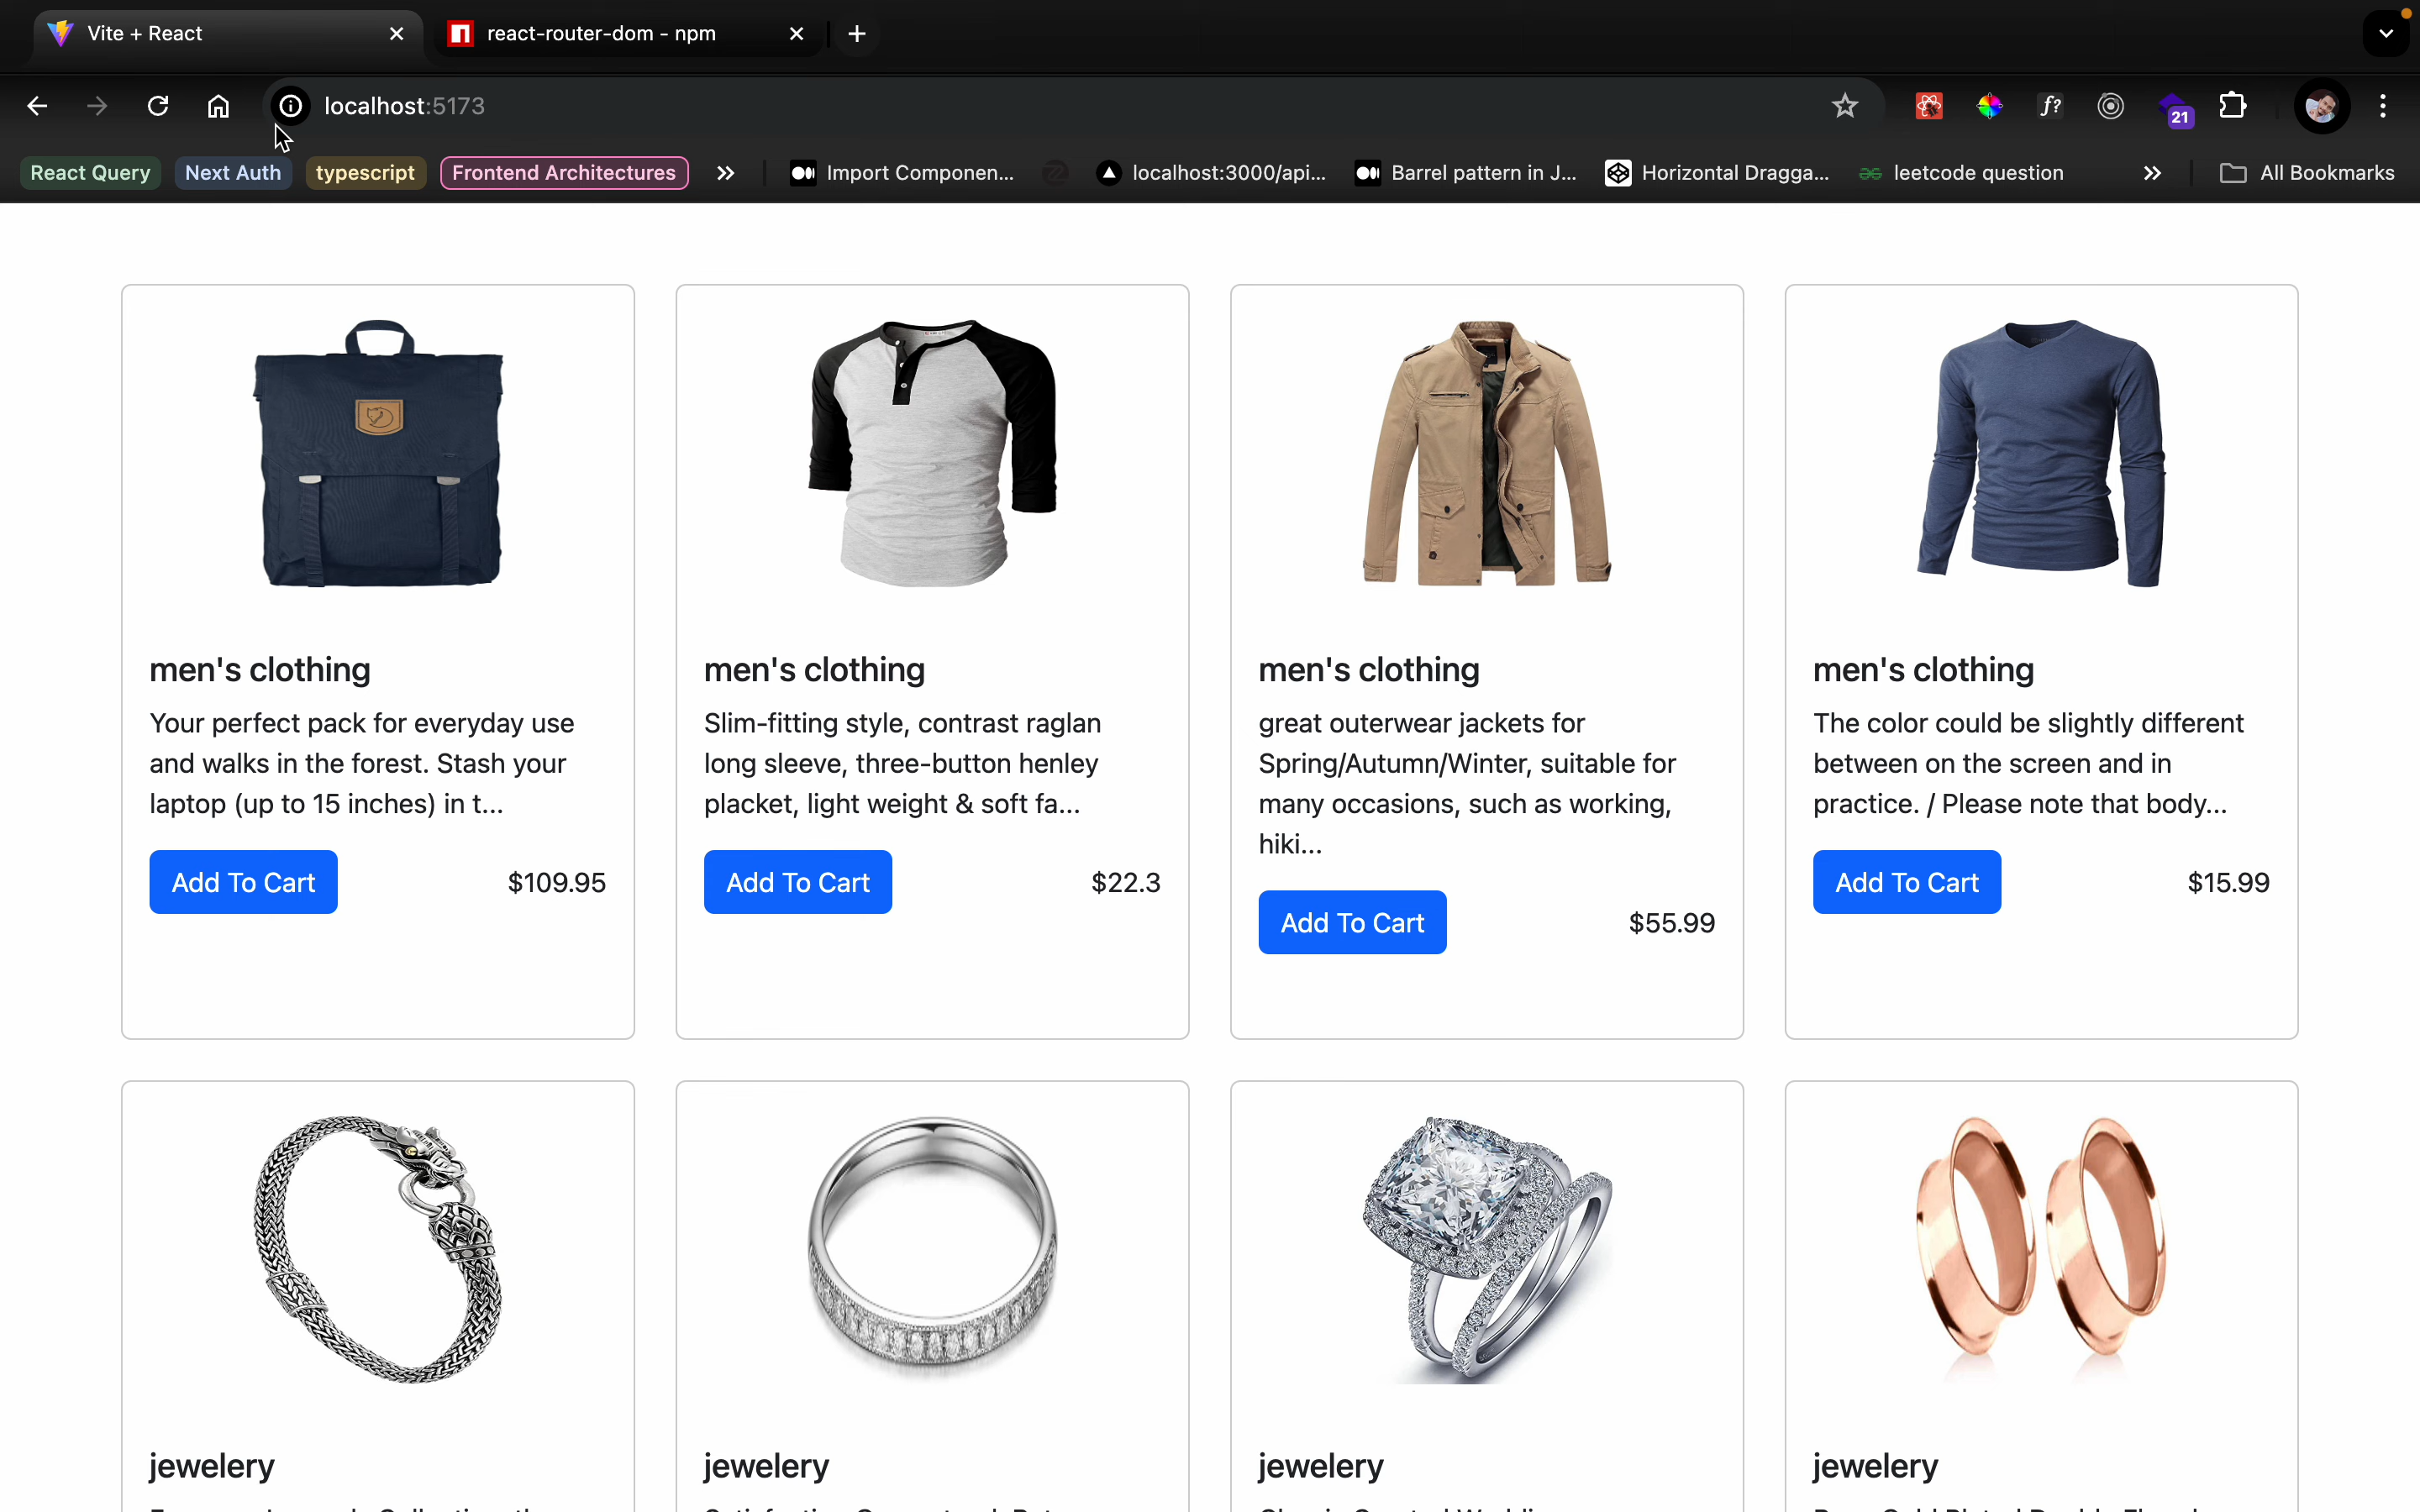 Vite + React
react-router-dom - npm
localhost:5173
f?
21
React Query
Next Auth
typescript
Frontend Architectures
Import Componen...
localhost:3000/api...
Barrel pattern in J...
Horizontal Dragga...
leetcode question
All Bookmarks
men's clothing
Your perfect pack for everyday use
and walks in the forest. Stash your
laptop (up to 15 inches) in t...
Add To Cart
$109.95
men's clothing
Slim-fitting style, contrast raglan
long sleeve, three-button henley
placket, light weight & soft fa...
Add To Cart
$22.3
men's clothing
great outerwear jackets for
Spring/Autumn/Winter, suitable for
many occasions, such as working,
hiki...
Add To Cart
$55.99
men's clothing
The color could be slightly different
between on the screen and in
practice. / Please note that body...
Add To Cart
$15.99
jewelery
jewelery
jewelery
jewelery